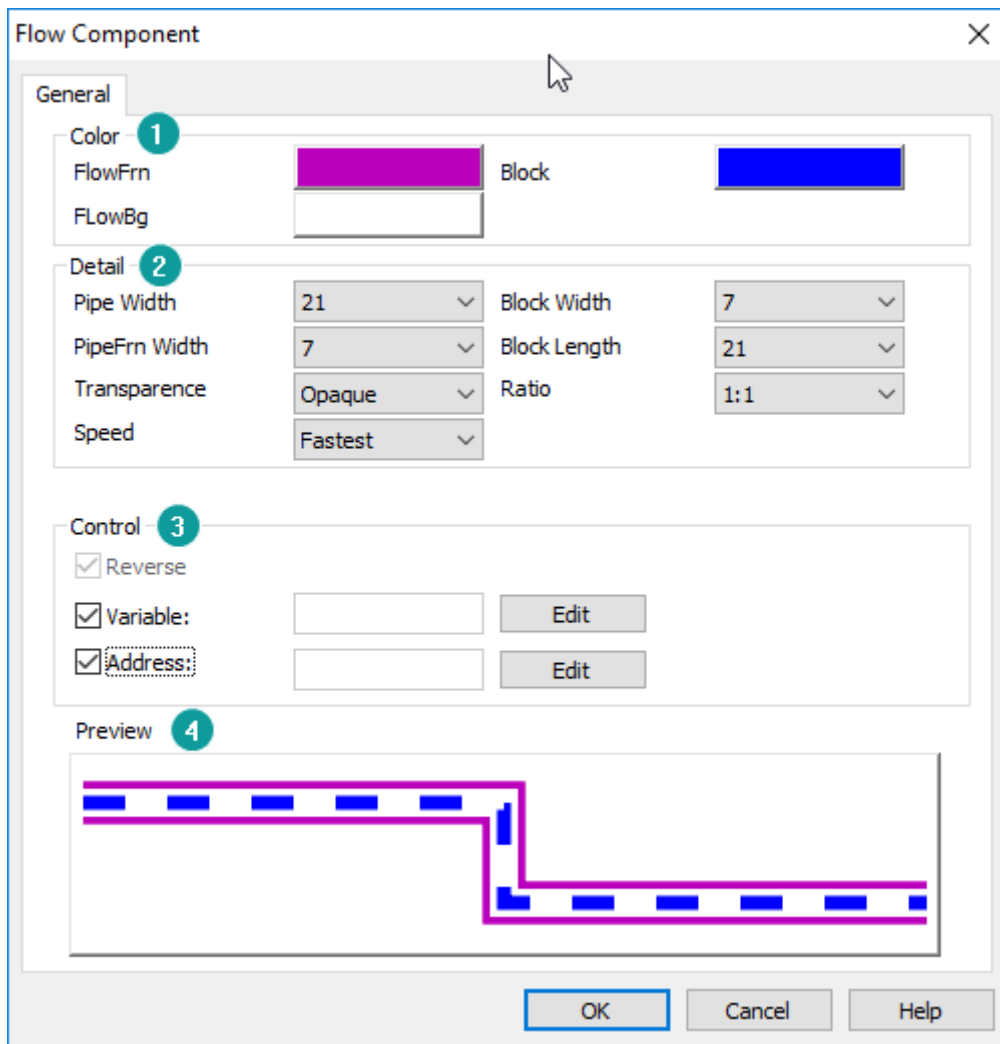 Flow Component
General
Color 1
FlowFrn Block
FLowBg
Detail 2
Pipe Width 21 Block Width 7
PipeFrn Width 7 Block Length 21
Transparence Opaque Ratio 1:1
Speed Fastest
Control 3
Reverse
Variable: Edit
Address: Edit
Preview 4
OK Cancel Help